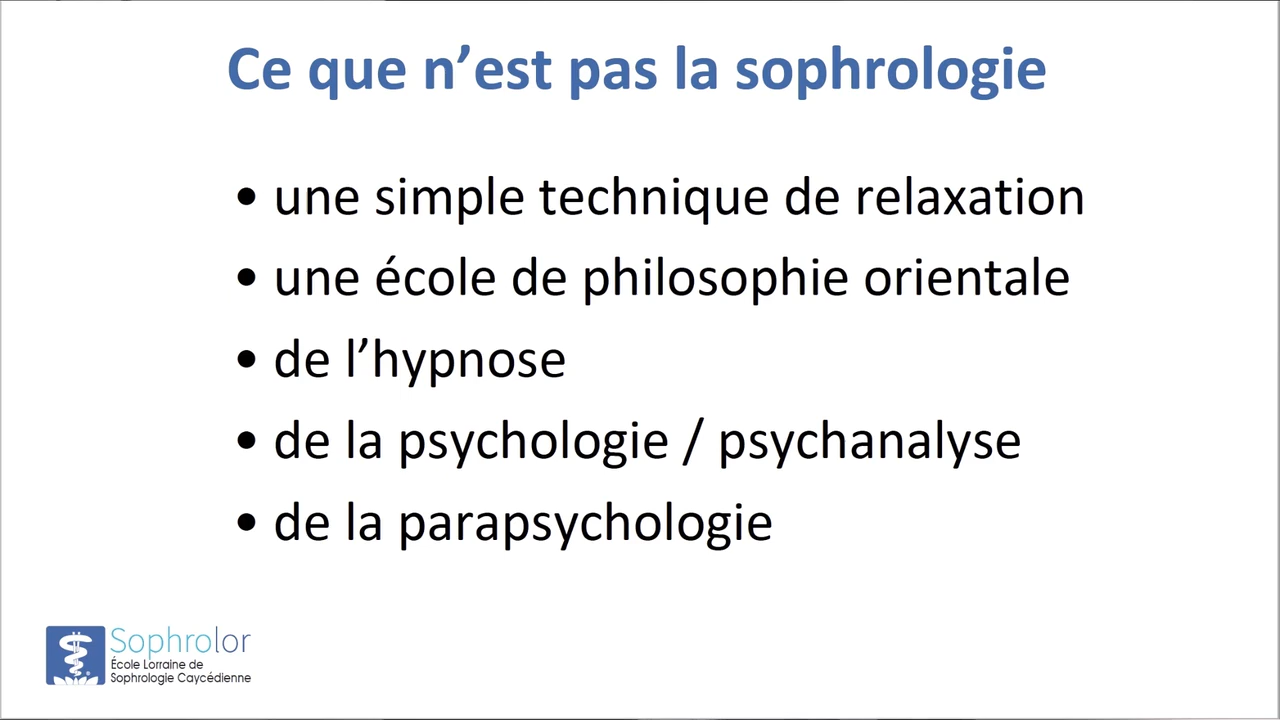 Ce que n’est pas la sophrologie
• une simple technique de relaxation
• une école de philosophie orientale
• de l’hypnose
• de la psychologie / psychanalyse
• de la parapsychologie
Sophrolor
École Lorraine de
Sophrologie Caycédienne